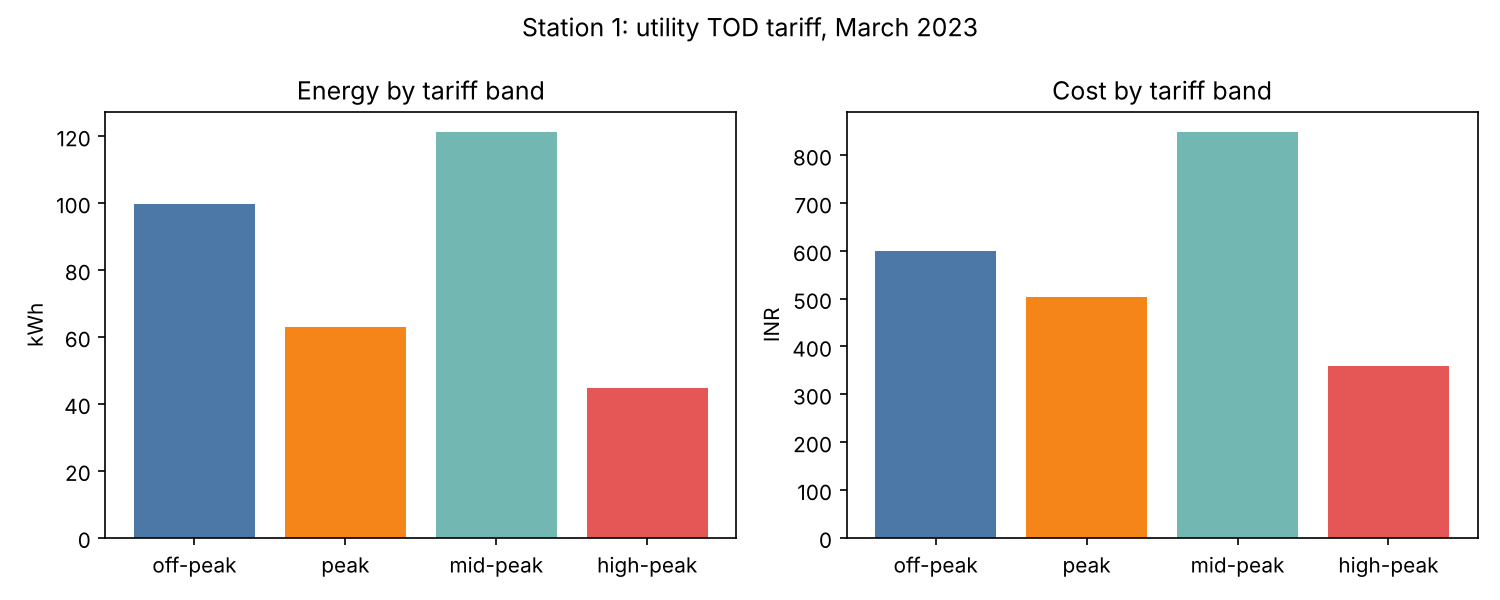 Station 1: utility TOD tariff, March 2023
Energy by tariff band
kWh
120
100
80
60
40
20
0
off-peak peak mid-peak high-peak
Cost by tariff band
INR
800
700
600
500
400
300
200
100
0
off-peak peak mid-peak high-peak